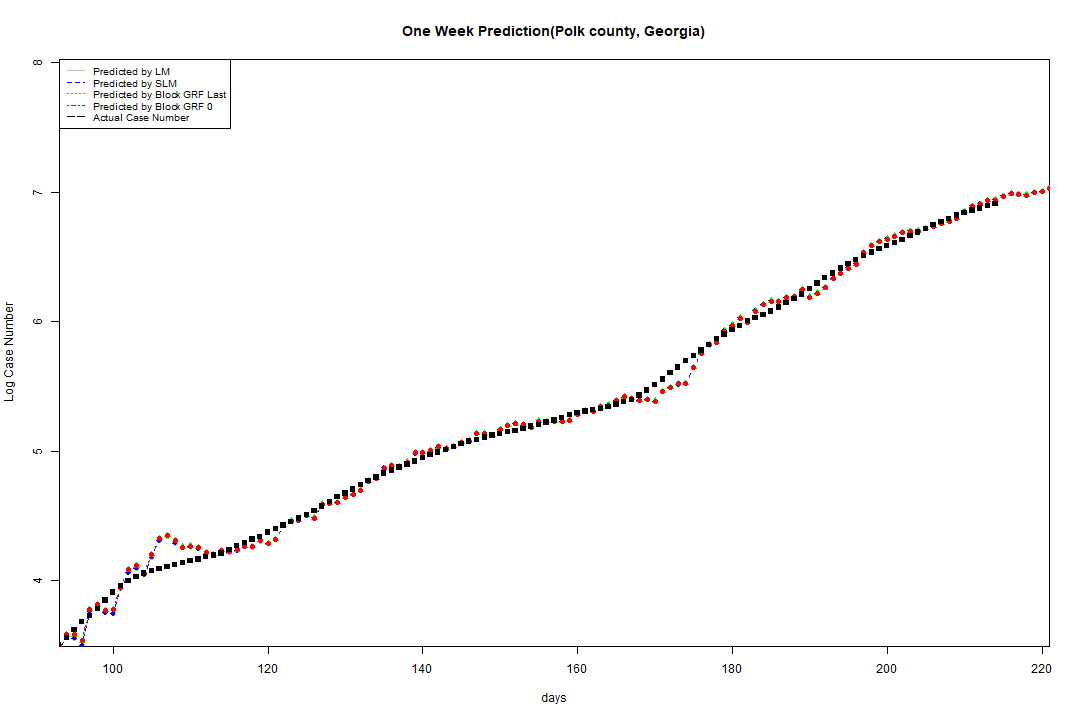 One Week Prediction(Polk county, Georgia)
Predicted by LM
Predicted by SLM
Predicted by Block GRF Last
Predicted by Block GRF 0
Actual Case Number
8
7
6
5
4
Log Case Number
100 120 140 160 180 200 220
days